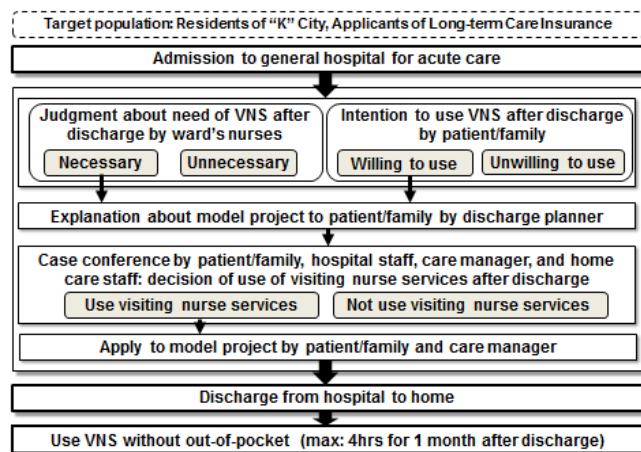 Target population: Residents of “K” City, Applicants of Long-term Care Insurance
Admission to general hospital for acute care
Judgment about need of VNS after
discharge by ward's nurses
Necessary
Unnecessary
Intention to use VNS after discharge
by patient/family
Willing to use
Unwilling to use
Explanation about model project to patient/family by discharge planner
Case conference by patient/family, hospital staff, care manager, and home
care staff: decision of use of visiting nurse services after discharge
Use visiting nurse services
Not use visiting nurse services
Apply to model project by patient/family and care manager
Discharge from hospital to home
Use VNS without out-of-pocket (max: 4hrs for 1 month after discharge)